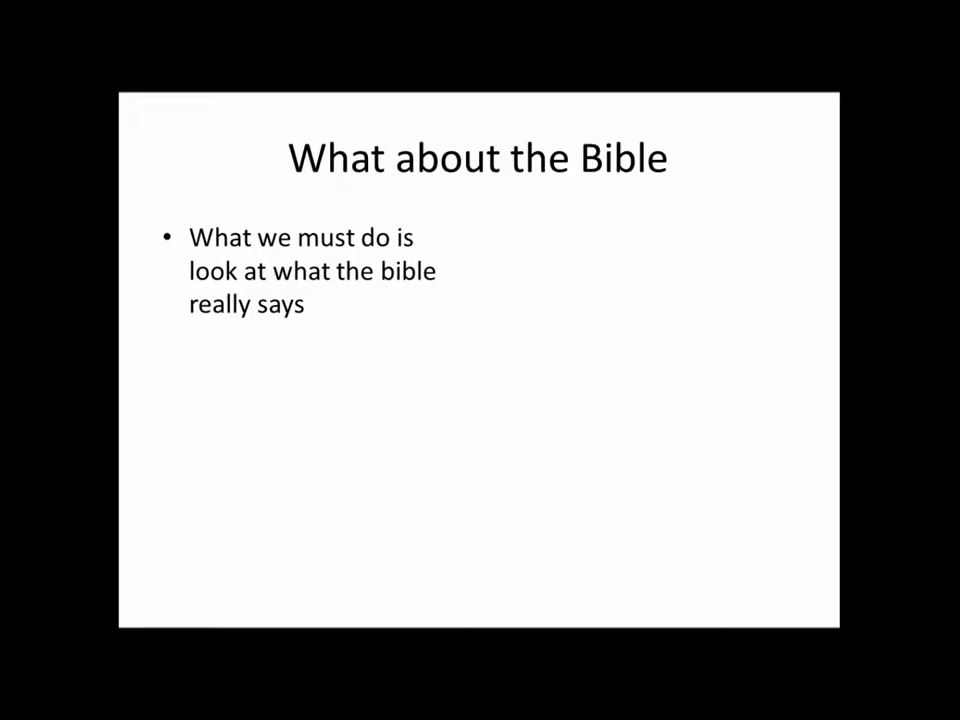 What about the Bible
• What we must do is
look at what the bible
really says